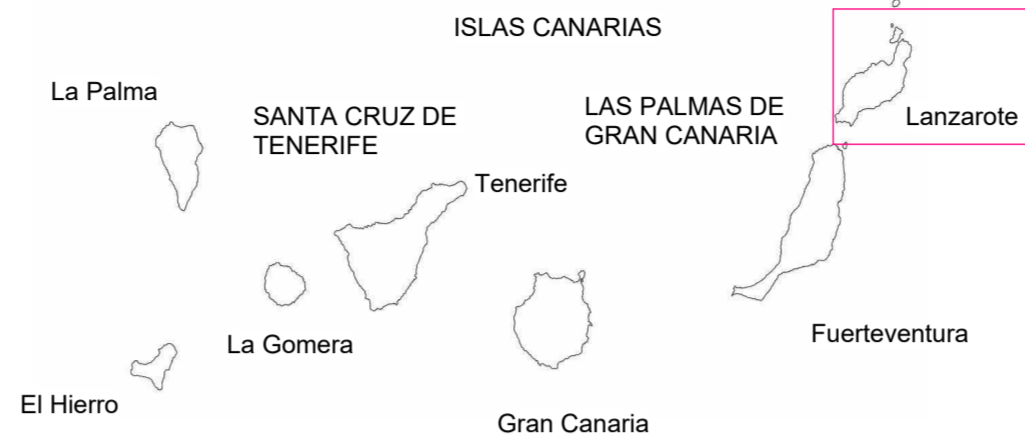 ISLAS CANARIAS
La Palma
SANTA CRUZ DE
TENERIFE
LAS PALMAS DE
GRAN CANARIA
Lanzarote
Tenerife
La Gomera
Fuerteventura
El Hierro
Gran Canaria